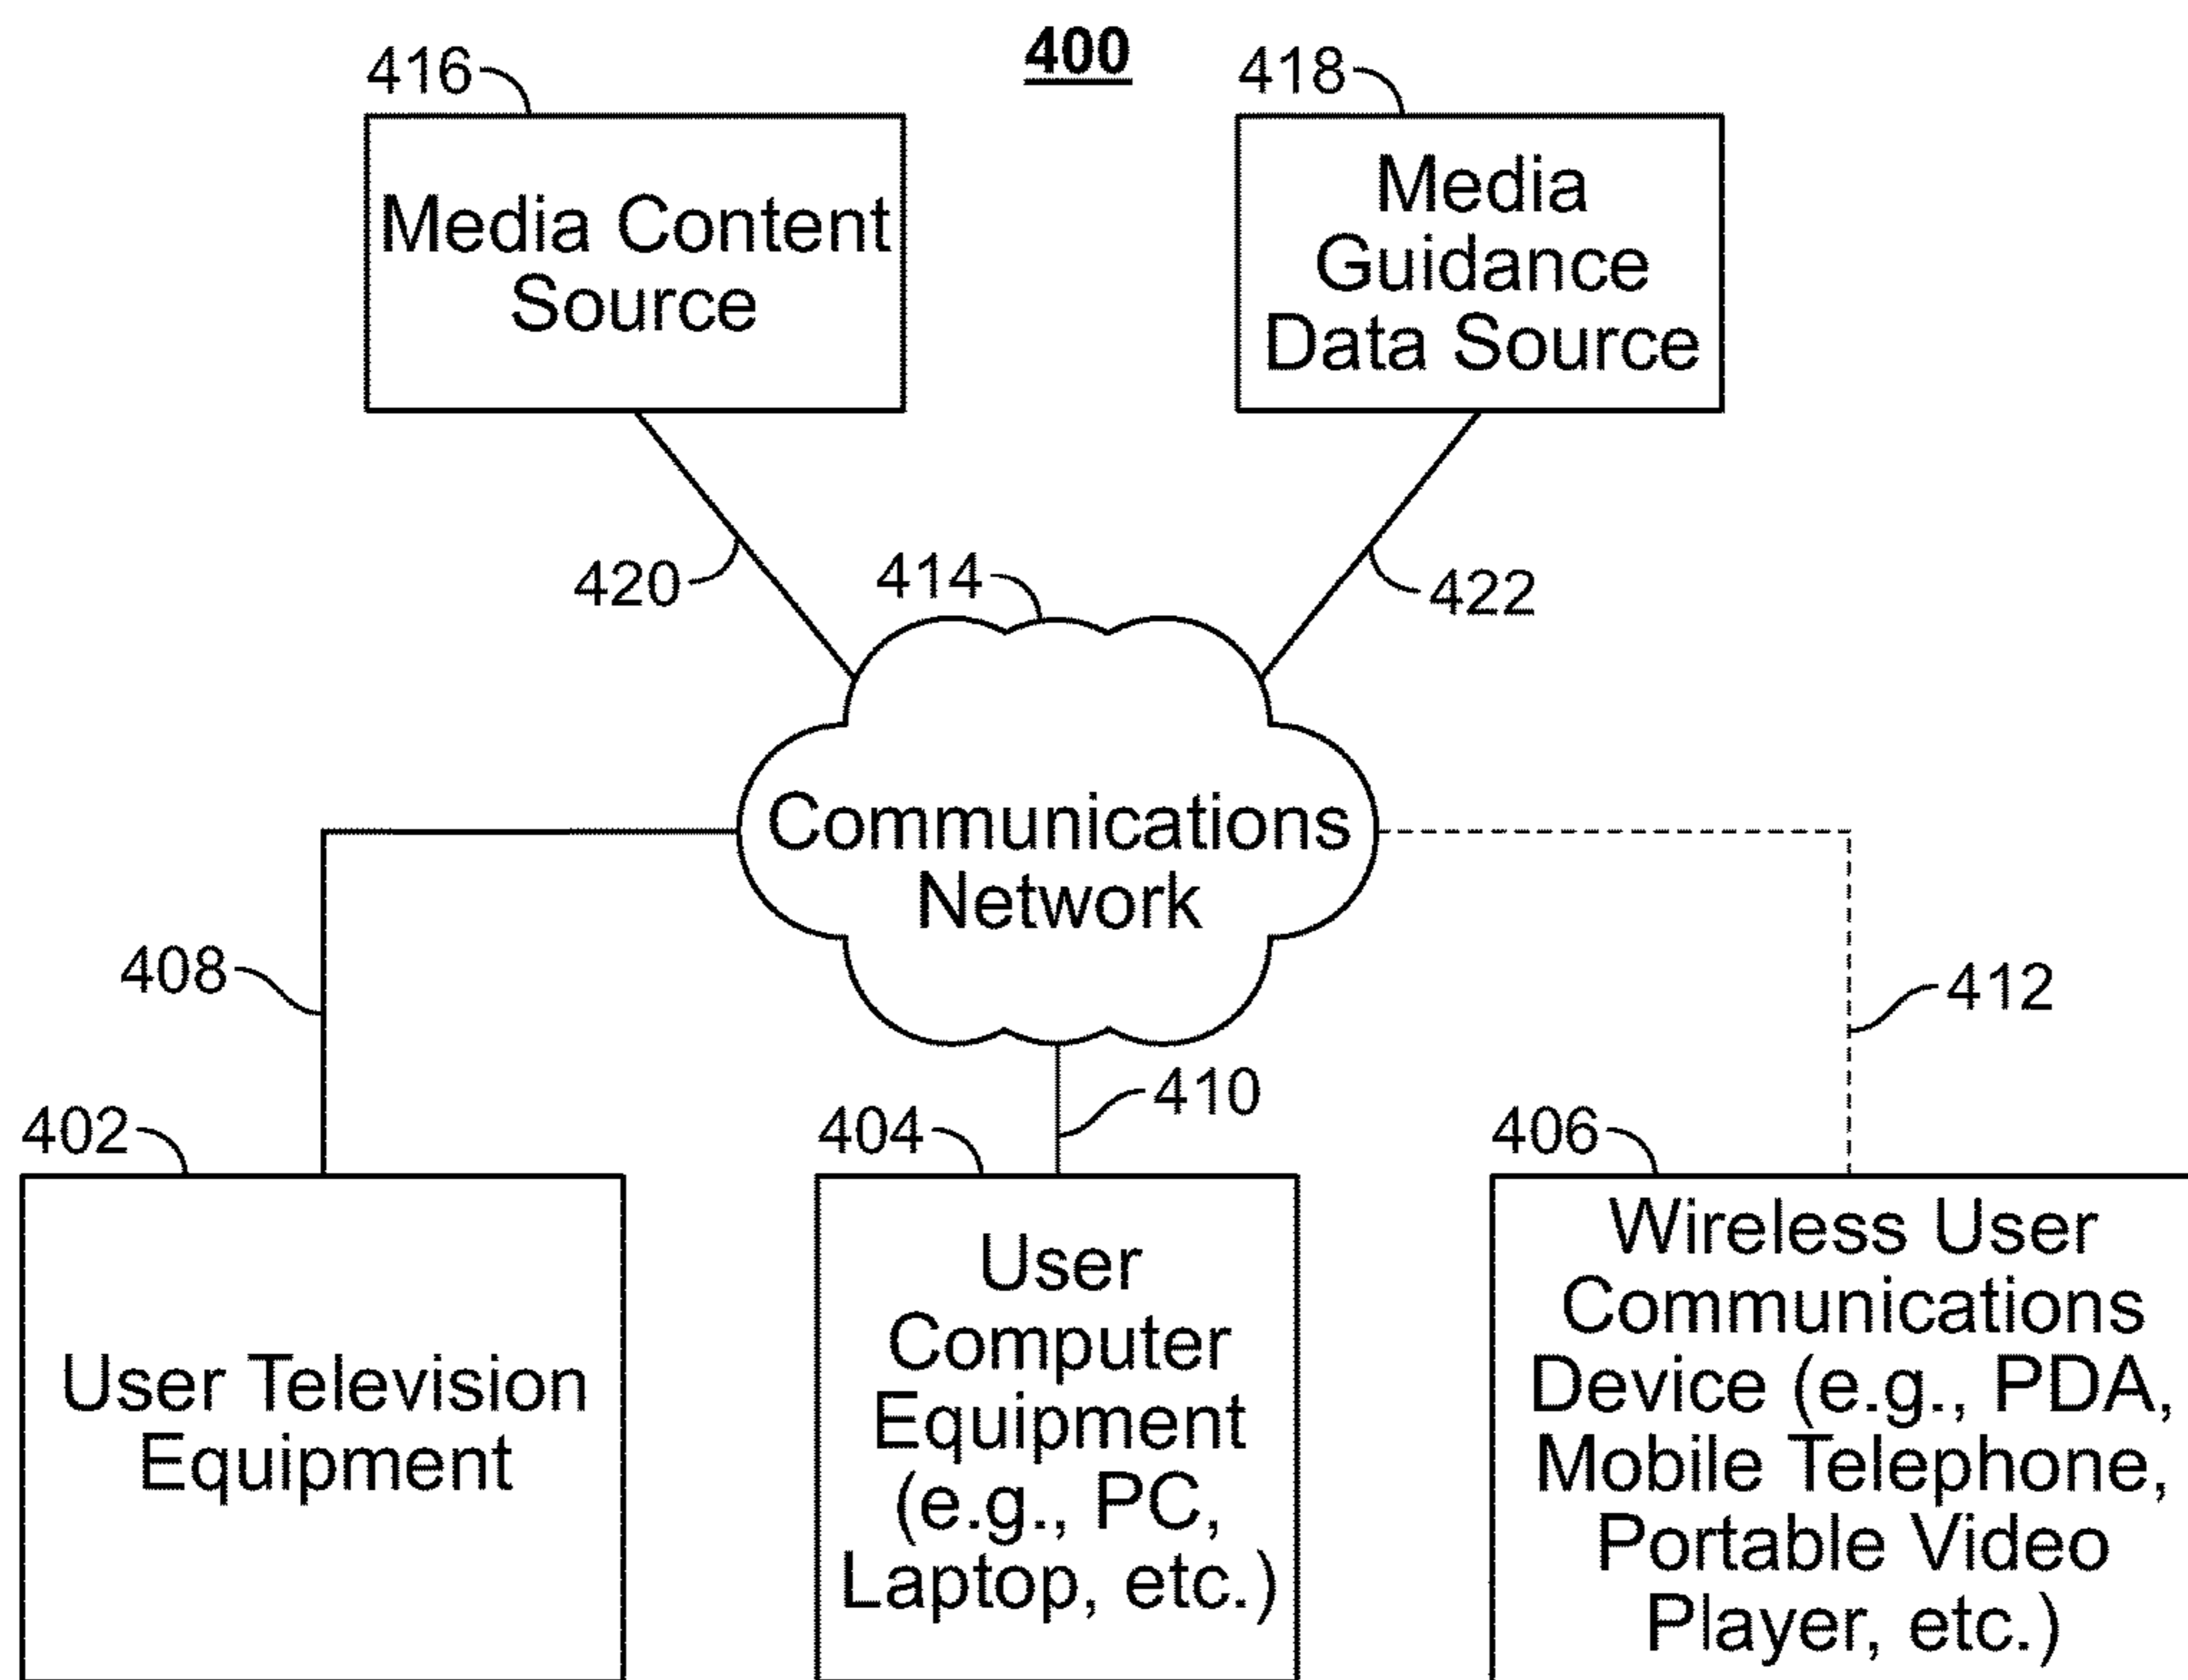 400
416
418
Media Content
Source
Media
Guidance
Data Source
420
414
422
Communications
Network
408
412
410
402
404
406
User Television
Equipment
User
Computer
Equipment
(e.g., PC,
Laptop, etc.)
Wireless User
Communications
Device (e.g., PDA,
Mobile Telephone,
Portable Video
Player, etc.)